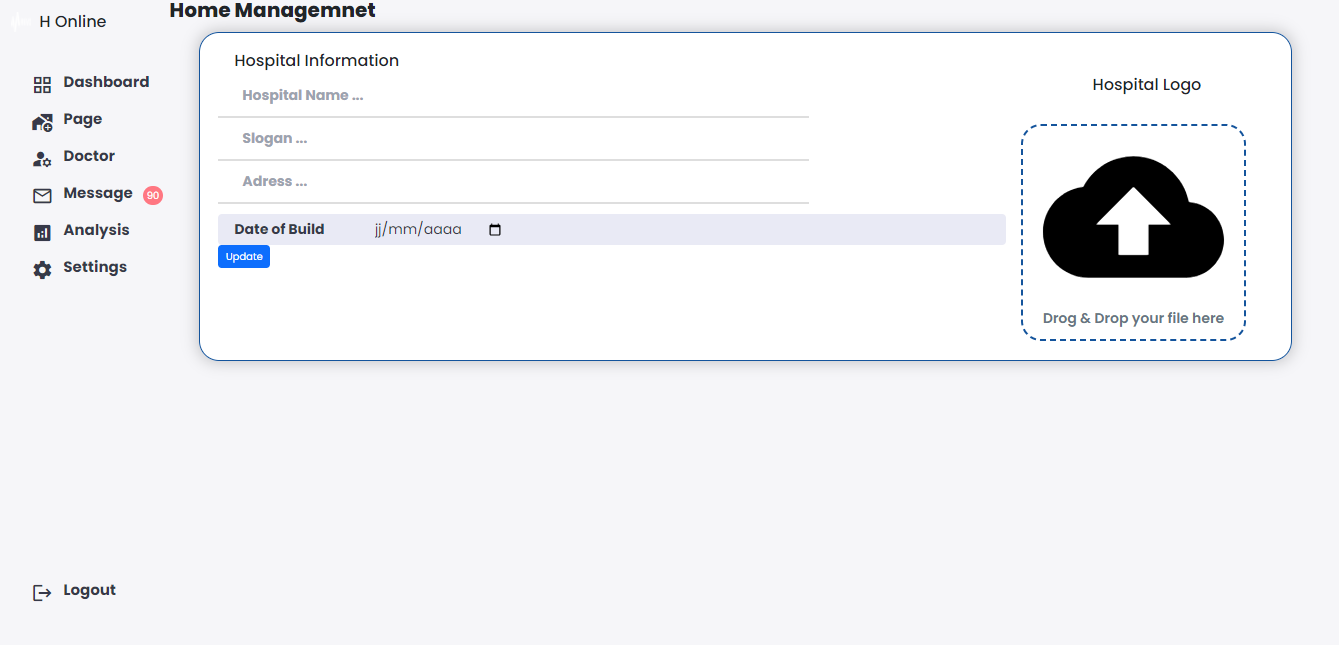 H Online
Dashboard
Page
Doctor
Message 90
Analysis
Settings
Logout
Home Managemnet
Hospital Information
Hospital Name ...
Slogan ...
Adress ...
Date of Build jj/mm/aaaa
Update
Hospital Logo
Drog & Drop your file here